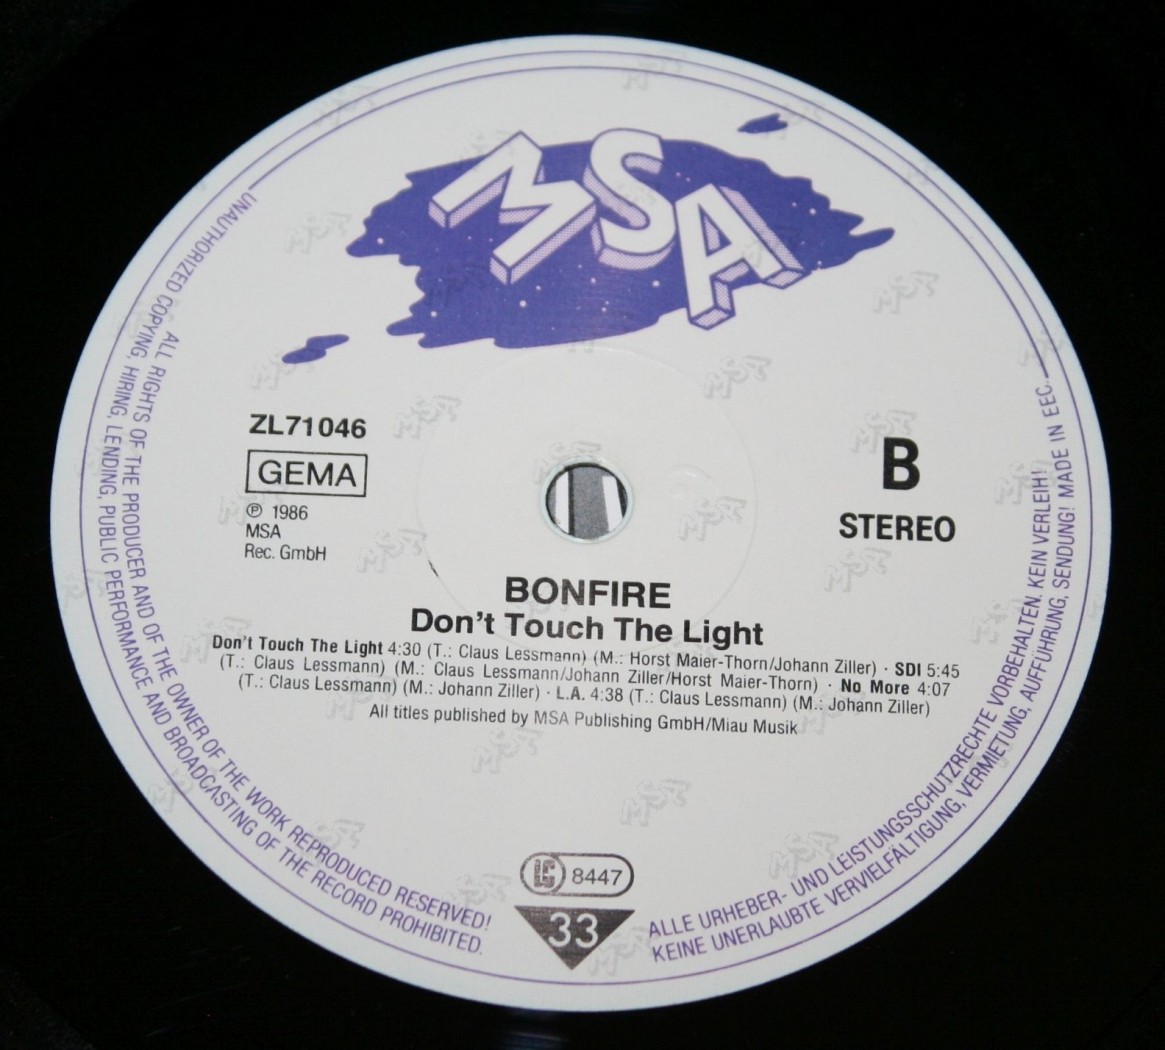 MSA
ZL71046
GEMA
℗ 1986
MSA
Rec. GmbH
B
STEREO
BONFIRE
Don't Touch The Light
Don't Touch The Light 4:30 (T.: Claus Lessmann) (M.: Horst Maier-Thorn/Johann Ziller) · SDI 5:45
(T.: Claus Lessmann) (M.: Claus Lessmann/Johann Ziller/Horst Maier-Thorn) · No More 4:07
(T.: Claus Lessmann) (M.: Johann Ziller) · L.A. 4:38 (T.: Claus Lessmann) (M.: Johann Ziller)
All titles published by MSA Publishing GmbH/Miau Musik
LC 8447
33
ALL RIGHTS OF THE PRODUCER AND OF THE OWNER OF THE WORK REPRODUCED RESERVED!
UNAUTHORIZED COPYING, HIRING, LENDING, PUBLIC PERFORMANCE AND BROADCASTING OF THE RECORD PROHIBITED.
ALLE URHEBER- UND LEISTUNGSSCHUTZRECHTE VORBEHALTEN. KEIN VERLEIH!
KEINE UNERLAUBTE VERVIELFÄLTIGUNG, VERMIETUNG, AUFFÜHRUNG, SENDUNG! MADE IN EEC.